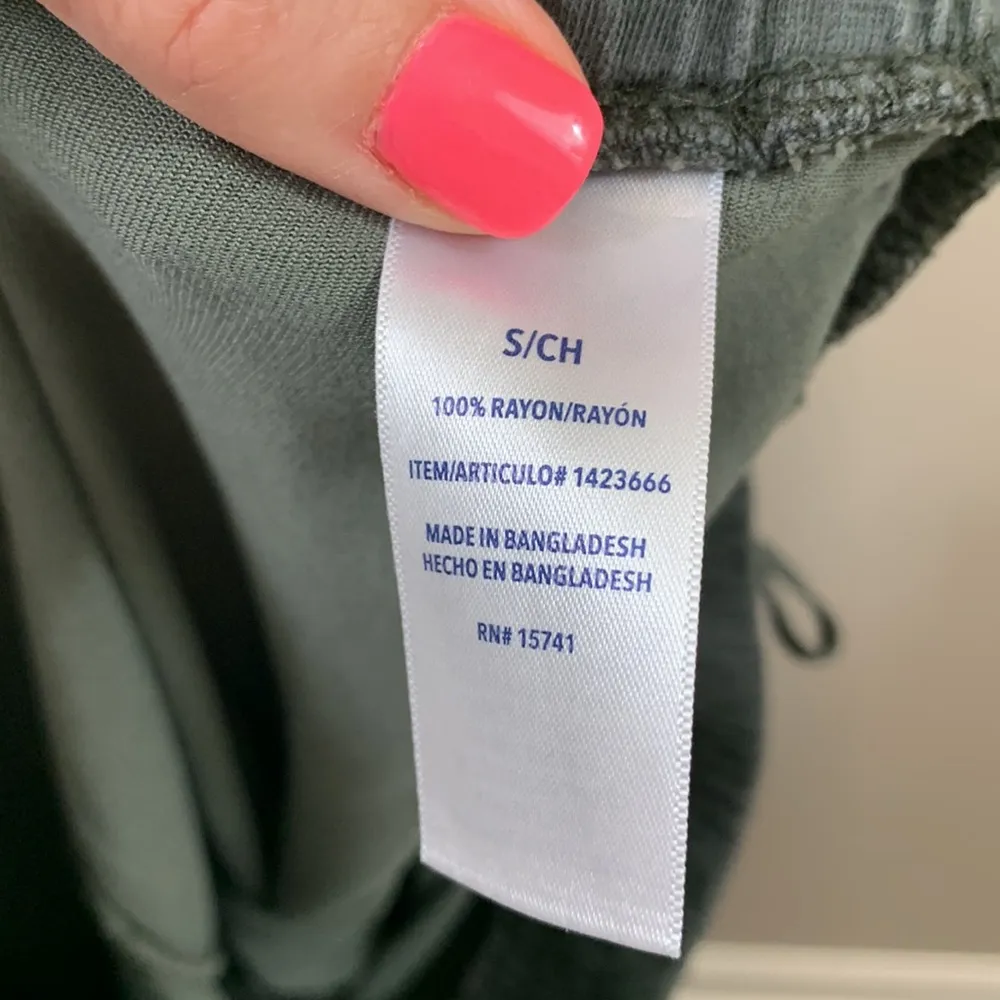 S/CH
100% RAYON/RAYÓN
ITEM/ARTICULO# 1423666
MADE IN BANGLADESH
HECHO EN BANGLADESH
RN# 15741